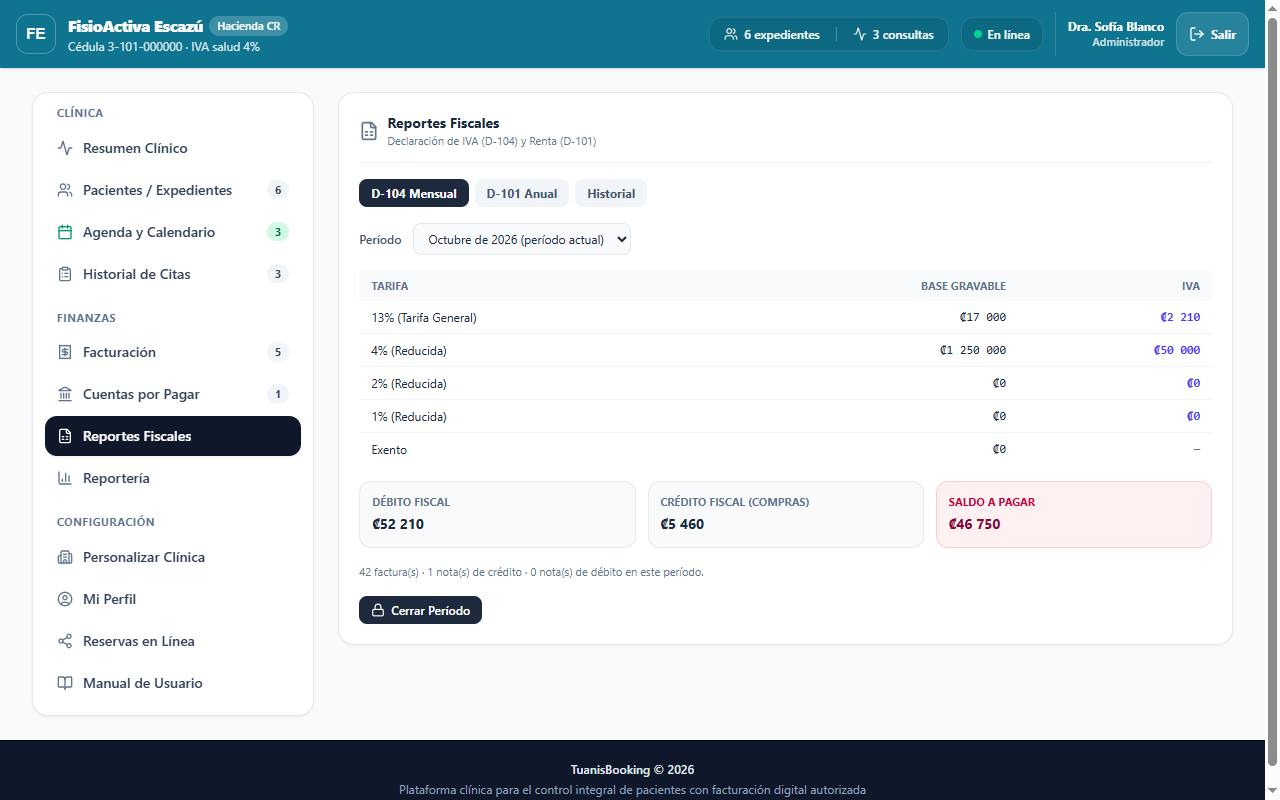 FE
FisioActiva Escazú Hacienda CR
Cédula 3-101-000000 · IVA salud 4%
6 expedientes 3 consultas
En línea
Dra. Sofía Blanco
Administrador
Salir
CLÍNICA
Resumen Clínico
Pacientes / Expedientes 6
Agenda y Calendario 3
Historial de Citas 3
FINANZAS
Facturación 5
Cuentas por Pagar 1
Reportes Fiscales
Reportería
CONFIGURACIÓN
Personalizar Clínica
Mi Perfil
Reservas en Línea
Manual de Usuario
Reportes Fiscales
Declaración de IVA (D-104) y Renta (D-101)
D-104 Mensual D-101 Anual Historial
Período Octubre de 2026 (período actual)
TARIFA BASE GRAVABLE IVA
13% (Tarifa General) ₡17 000 ₡2 210
4% (Reducida) ₡1 250 000 ₡50 000
2% (Reducida) ₡0 ₡0
1% (Reducida) ₡0 ₡0
Exento ₡0 —
DÉBITO FISCAL
₡52 210
CRÉDITO FISCAL (COMPRAS)
₡5 460
SALDO A PAGAR
₡46 750
42 factura(s) · 1 nota(s) de crédito · 0 nota(s) de débito en este período.
Cerrar Período
TuanisBooking © 2026
Plataforma clínica para el control integral de pacientes con facturación digital autorizada